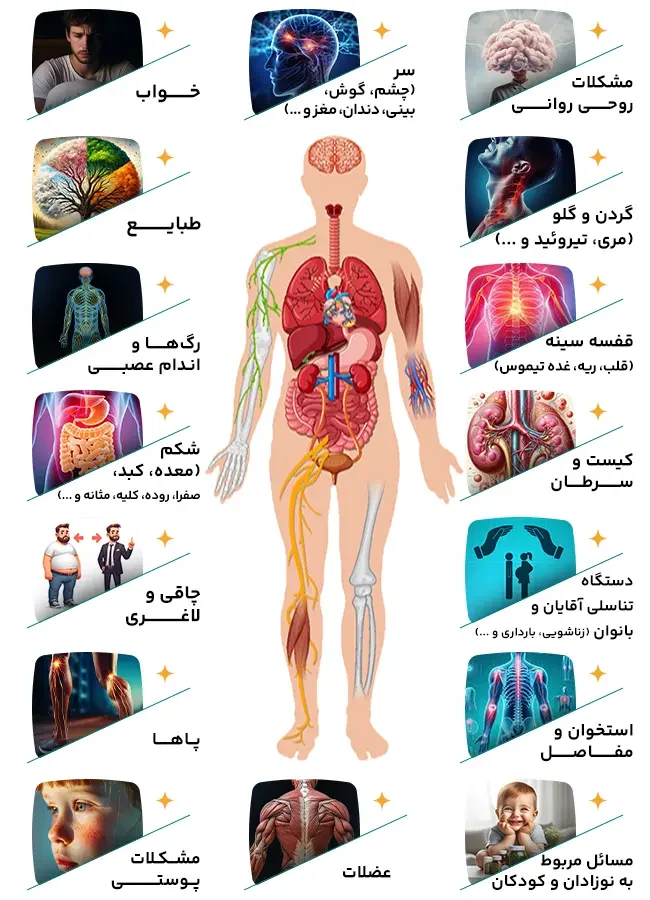 مشکلات
روحی روانی
سر
(چشم، گوش،
بینی، دندان، مغز و ...)
خواب
گردن و گلو
(مری، تیروئید و ...)
طبایع
قفسه سینه
(قلب، ریه، غده تیموس)
رگ‌ها و
اندام عصبی
کیست و
سرطان
شکم
(معده، کبد،
صفرا، روده، کلیه، مثانه و ...)
دستگاه
تناسلی آقایان و
بانوان (زناشویی، بارداری و ...)
چاقی و
لاغری
استخوان و
مفاصل
پاها
مسائل مربوط
به نوزادان و کودکان
عضلات
مشکلات
پوستی